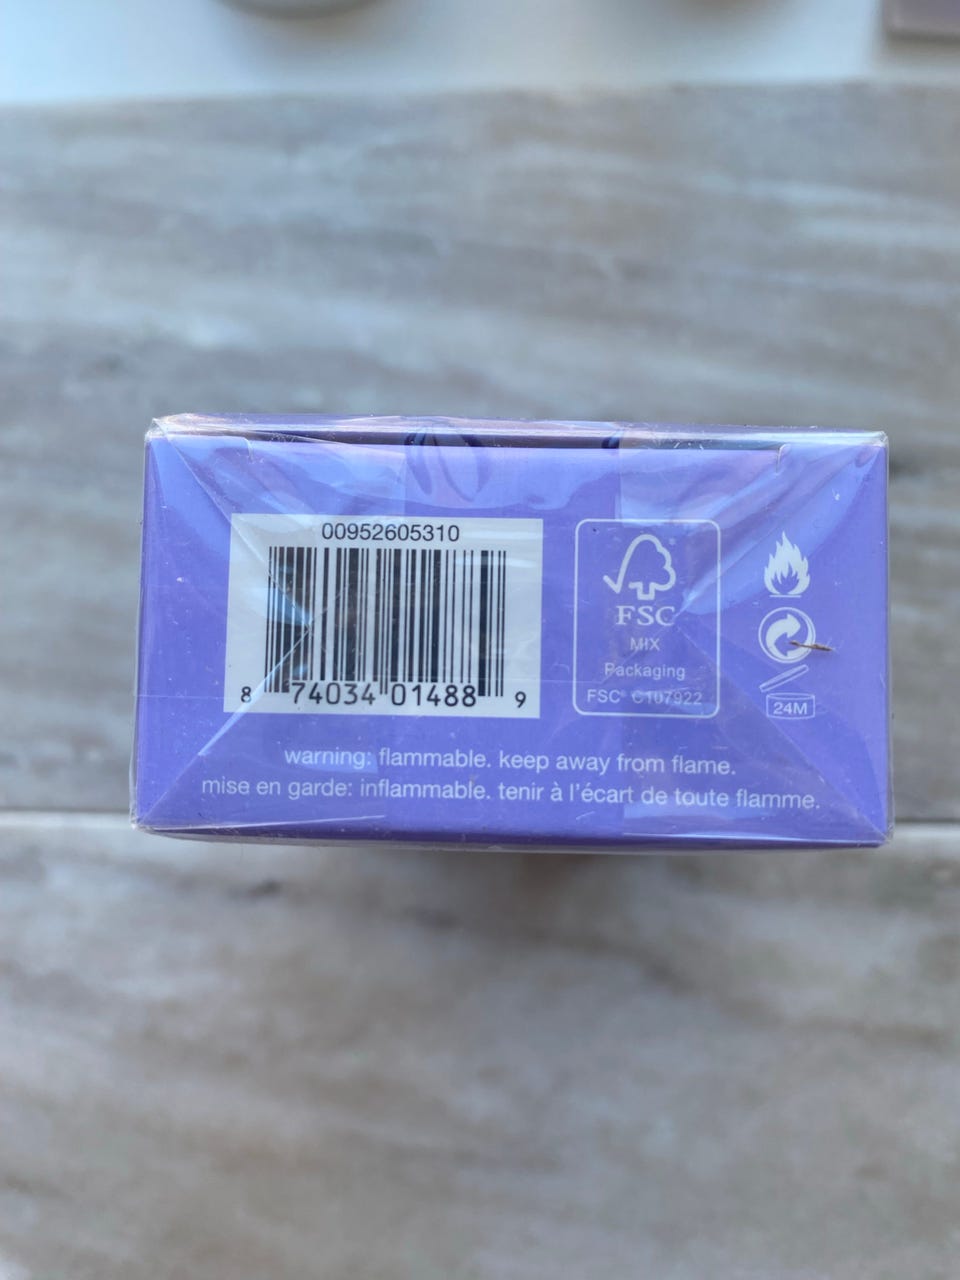 00952605310
8 74034 01488 9
FSC
MIX
Packaging
FSC® C107922
24M
warning: flammable. keep away from flame.
mise en garde: inflammable. tenir à l'écart de toute flamme.